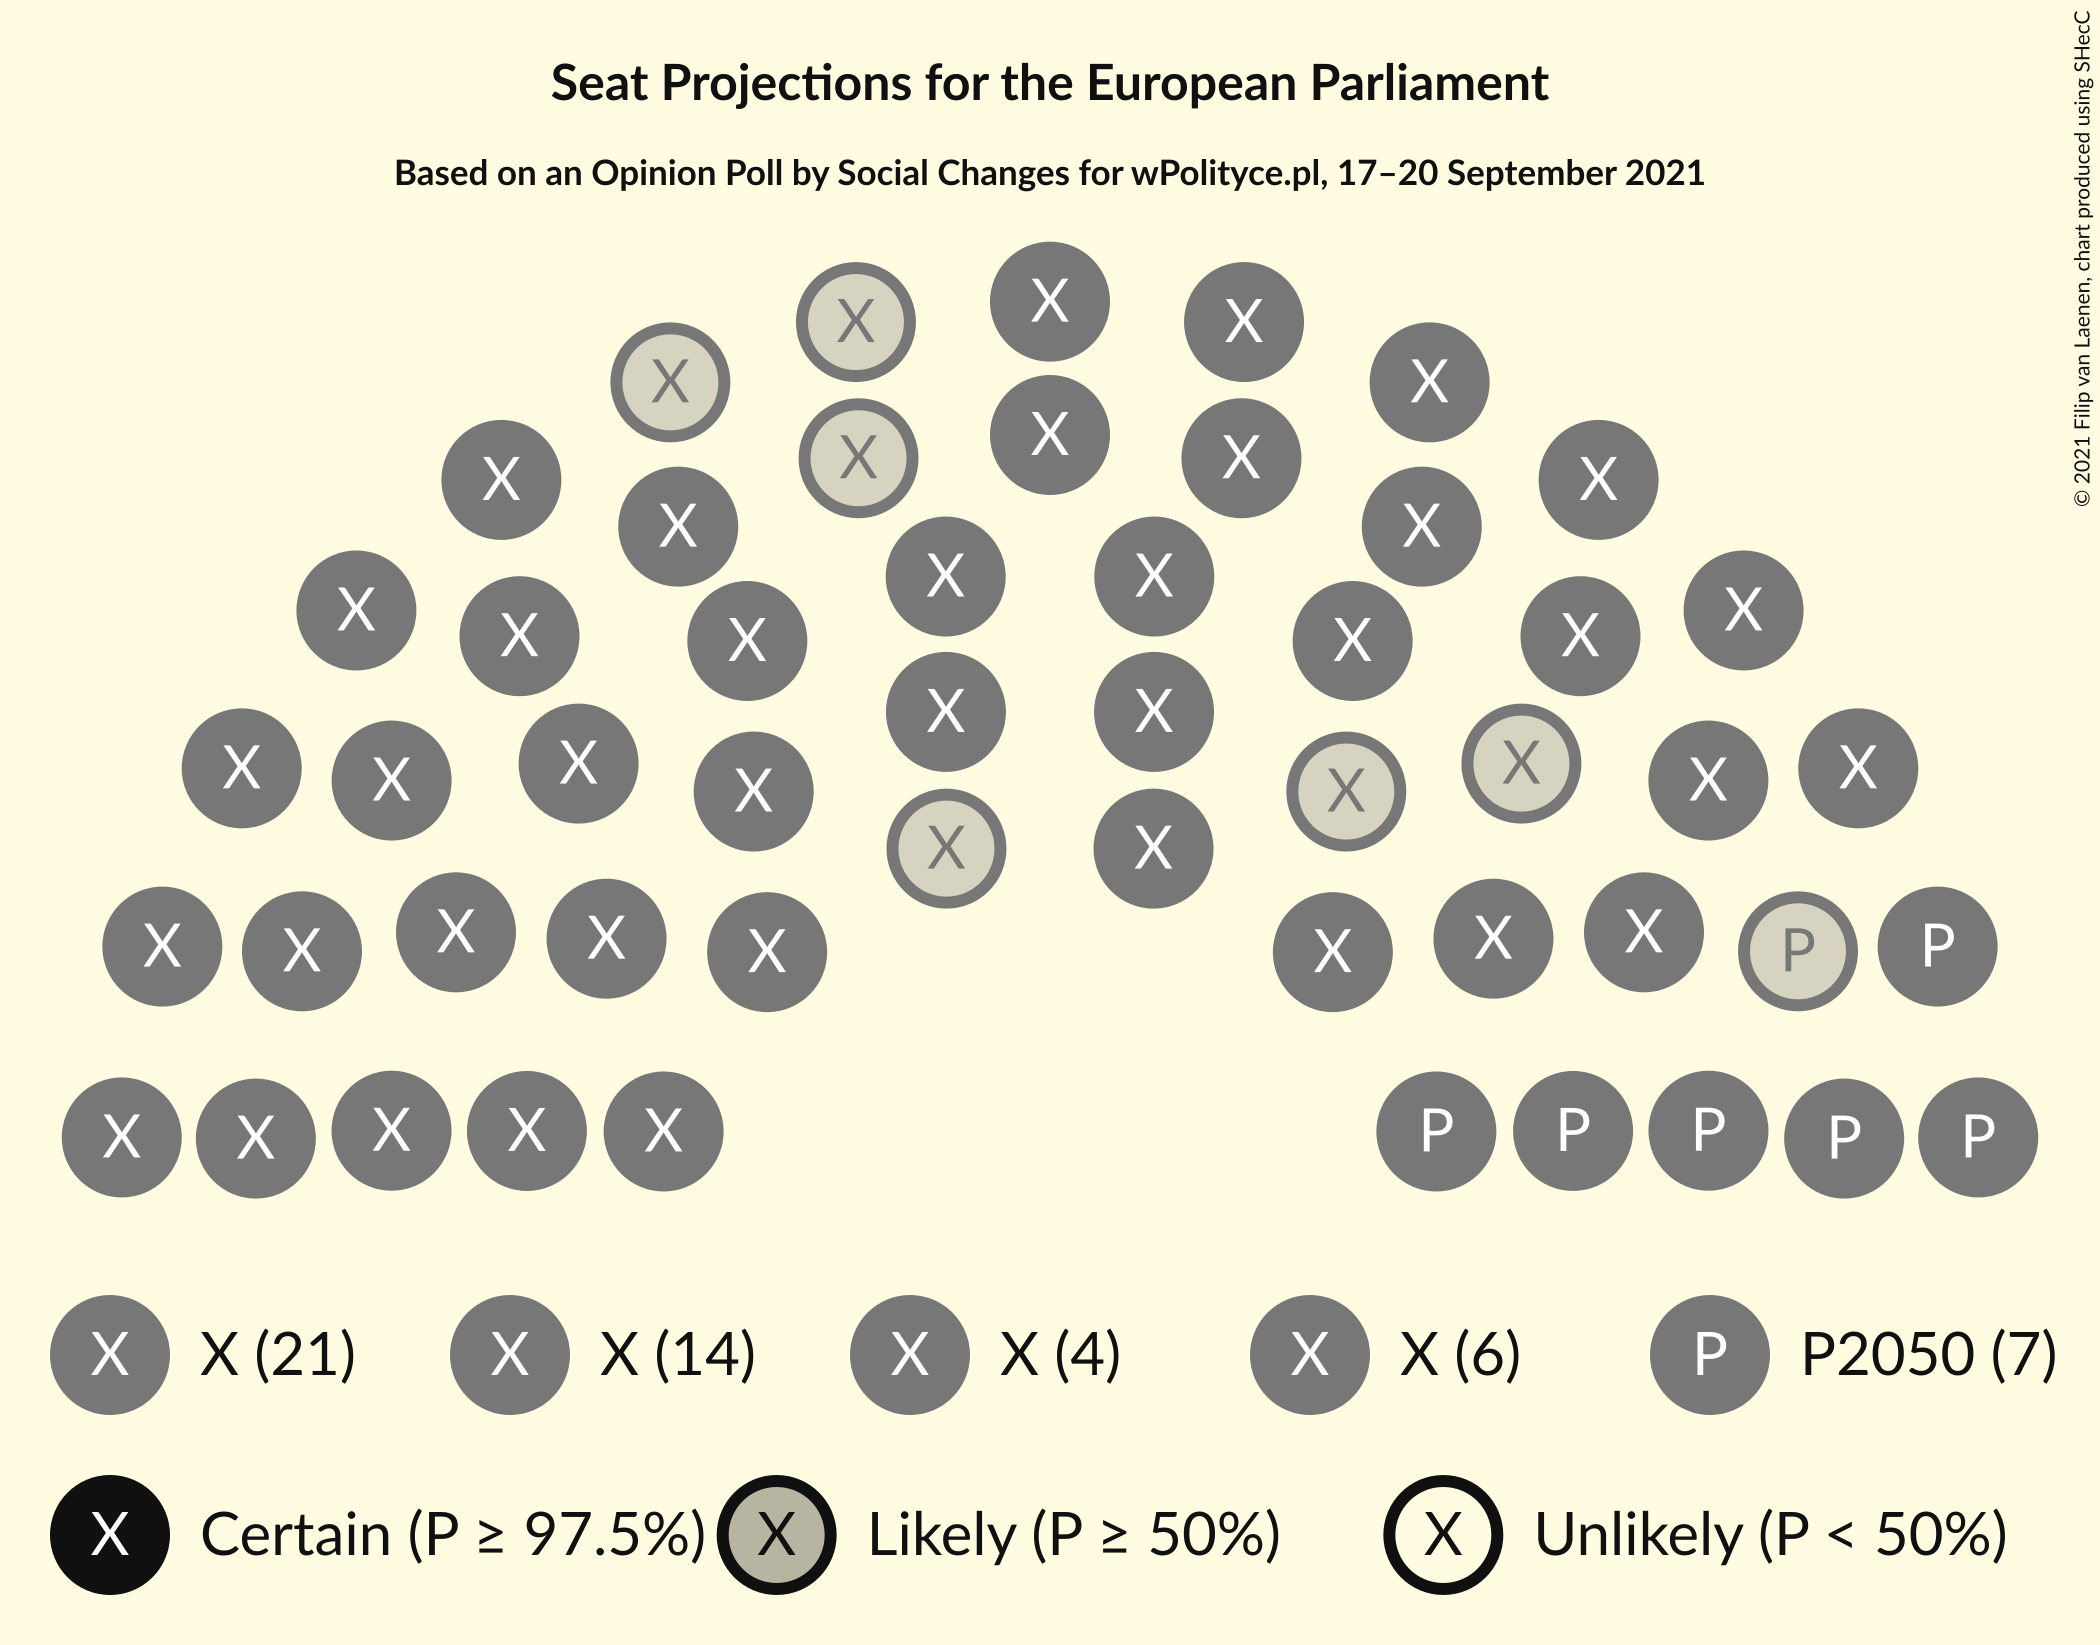 Seat Projections for the European Parliament
Based on an Opinion Poll by Social Changes for wPolityce.pl, 17–20 September 2021
© 2021 Filip van Laenen, chart produced using SHecC
X
X X
X X
X
X X
X X
X X
X X
X X
X X
X X
X X
X X
X X
X X X X
X X X X
X X
X X X X X X X X P P
X X X X X P P P P P
X X (21) X X (14) X X (4) X X (6) P P2050 (7)
X Certain (P ≥ 97.5%) X Likely (P ≥ 50%) X Unlikely (P < 50%)